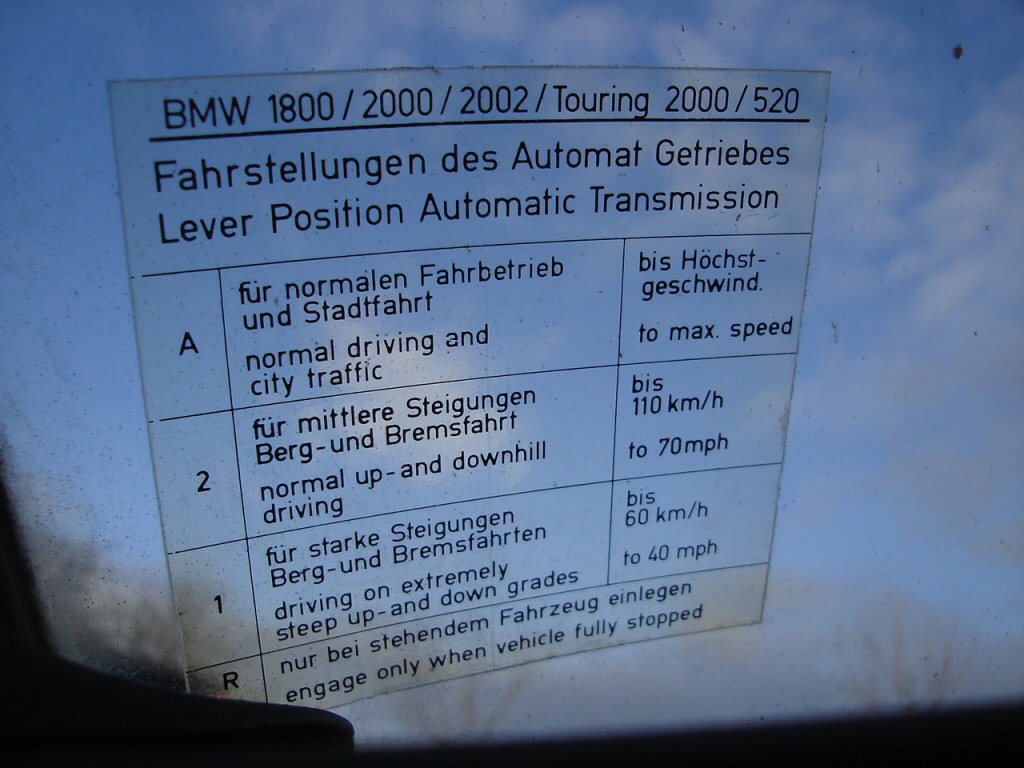 BMW 1800/2000/2002/Touring 2000/520
Fahrstellungen des Automat Getriebes
Lever Position Automatic Transmission
A
für normalen Fahrbetrieb
und Stadtfahrt
normal driving and
city traffic
bis Höchst-
geschwind.
to max. speed
2
für mittlere Steigungen
Berg-und Bremsfahrt
normal up-and downhill
driving
bis
110 km/h
to 70mph
1
für starke Steigungen
Berg-und Bremsfahrten
driving on extremely
steep up-and down grades
bis
60 km/h
to 40 mph
R
nur bei stehendem Fahrzeug einlegen
engage only when vehicle fully stopped